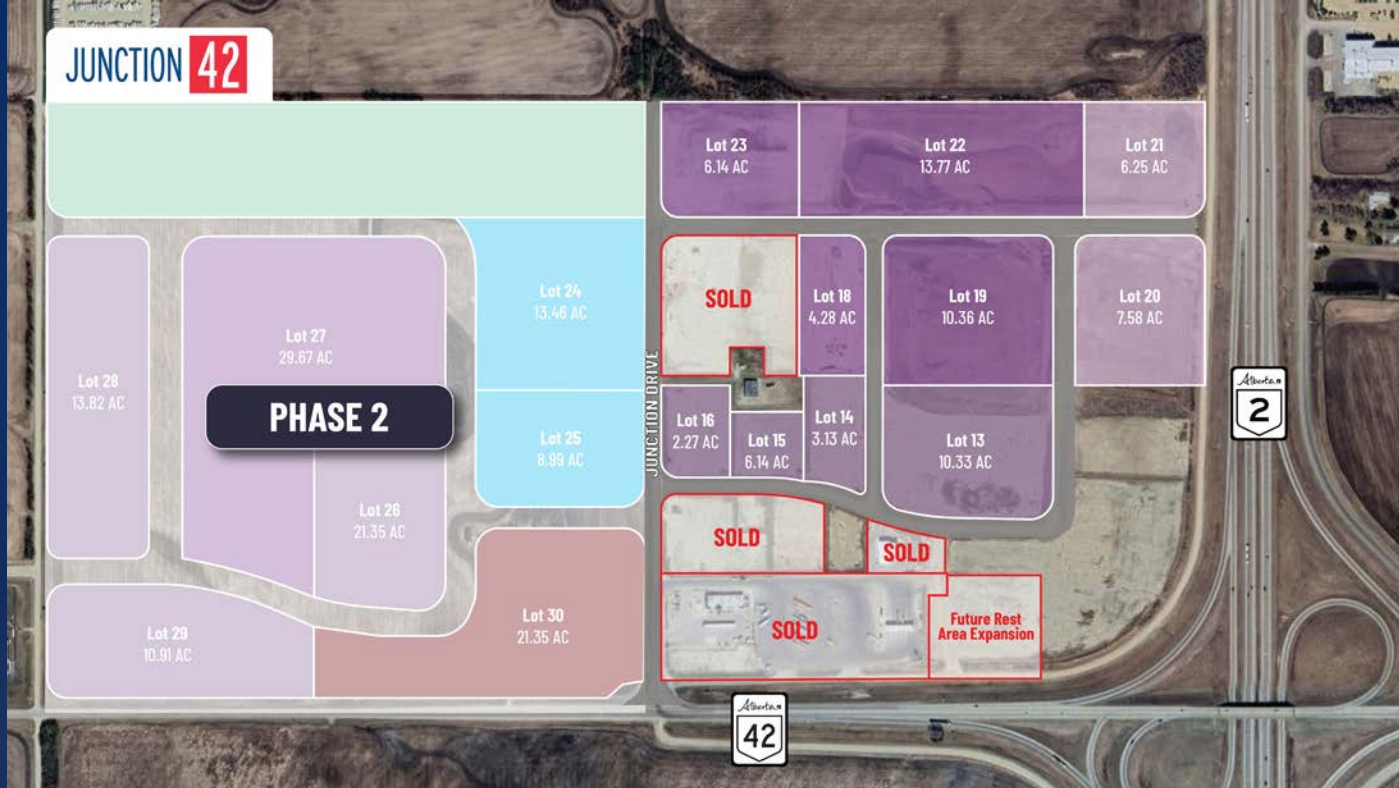 JUNCTION 42
Lot 23
6.14 AC
Lot 22
13.77 AC
Lot 21
6.25 AC
Lot 28
13.82 AC
Lot 27
29.67 AC
PHASE 2
Lot 26
21.35 AC
Lot 24
13.46 AC
Lot 25
8.99 AC
Lot 29
10.91 AC
Lot 30
21.35 AC
JUNCTION DRIVE
SOLD
Lot 18
4.28 AC
Lot 19
10.36 AC
Lot 20
7.58 AC
Lot 16
2.27 AC
Lot 15
6.14 AC
Lot 14
3.13 AC
Lot 13
10.33 AC
SOLD
SOLD
SOLD
Future Rest
Area Expansion
Alberta
2
Alberta
42